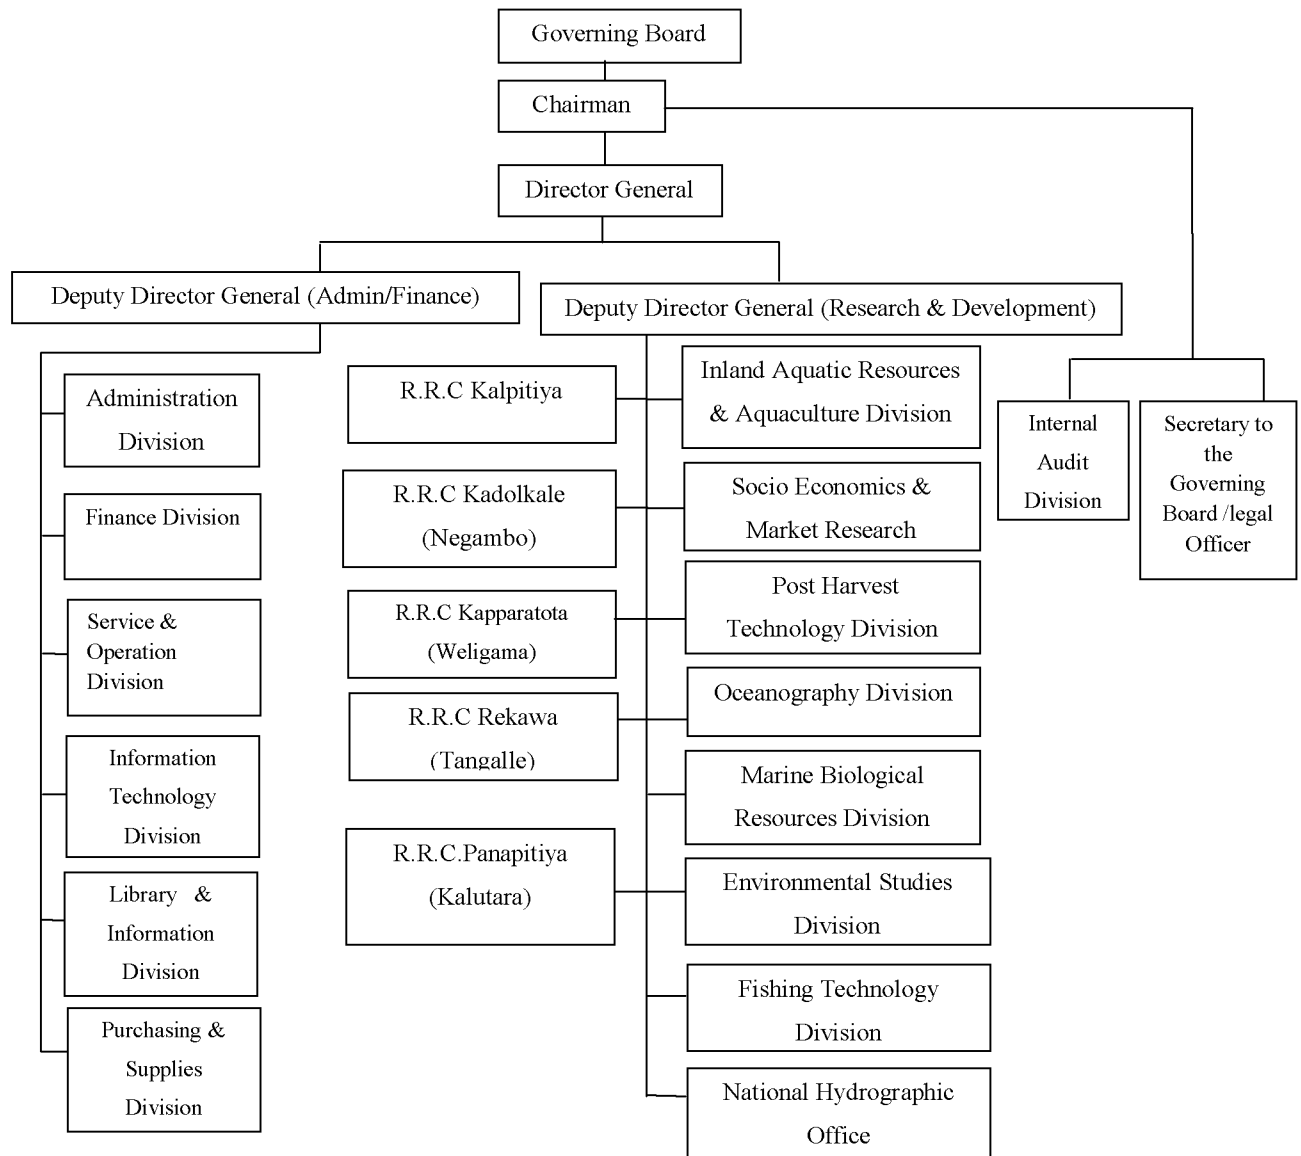 Governing Board
Chairman
Director General
Deputy Director General (Admin/Finance)
Deputy Director General (Research & Development)
Administration
Division
Finance Division
Service &
Operation
Division
Information
Technology
Division
Library & 
Information
Division
Purchasing &
Supplies
Division
R.R.C Kalpitiya
R.R.C Kadolkale
(Negambo)
R.R.C Kapparatota
(Weligama)
R.R.C Rekawa
(Tangalle)
R.R.C.Panapitiya
(Kalutara)
Inland Aquatic Resources
& Aquaculture Division
Socio Economics &
Market Research
Post Harvest
Technology Division
Oceanography Division
Marine Biological
Resources Division
Environmental Studies
Division
Fishing Technology
Division
National Hydrographic
Office
Internal
Audit
Division
Secretary to
the
Governing
Board /legal
Officer